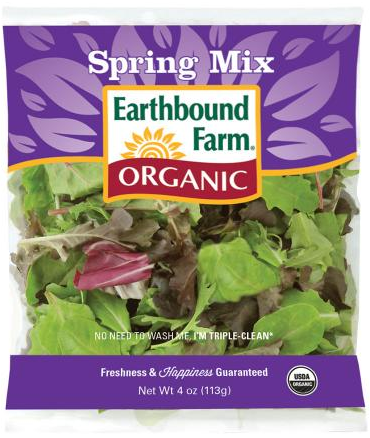 Spring Mix
Earthbound
Farm®
ORGANIC
NO NEED TO WASH ME, I'M TRIPLE-CLEAN*
Freshness & Happiness Guaranteed
Net Wt 4 oz (113g)
USDA
ORGANIC